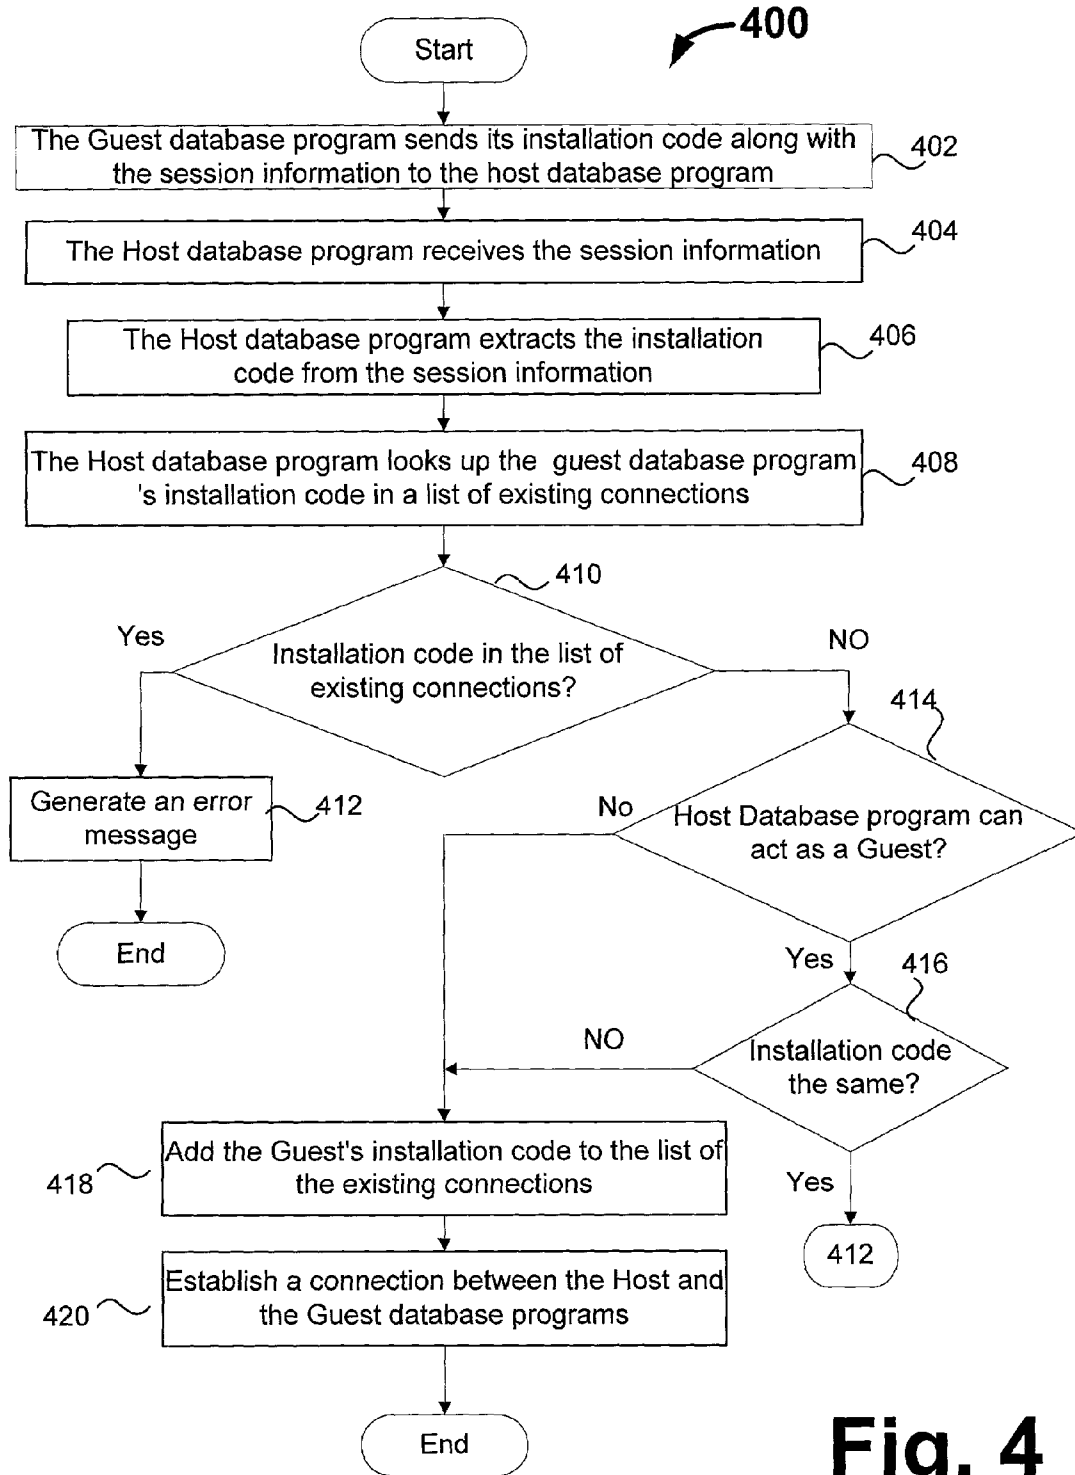 400
Start
The Guest database program sends its installation code along with
the session information to the host database program
402
The Host database program receives the session information
404
The Host database program extracts the installation
code from the session information
406
The Host database program looks up the guest database program
's installation code in a list of existing connections
408
410
Yes
Installation code in the list of
existing connections?
NO
414
Generate an error
message
412
No
Host Database program can
act as a Guest?
End
Yes
416
NO
Installation code
the same?
Add the Guest's installation code to the list of
the existing connections
418
Yes
412
Establish a connection between the Host and
the Guest database programs
420
End
Fig. 4